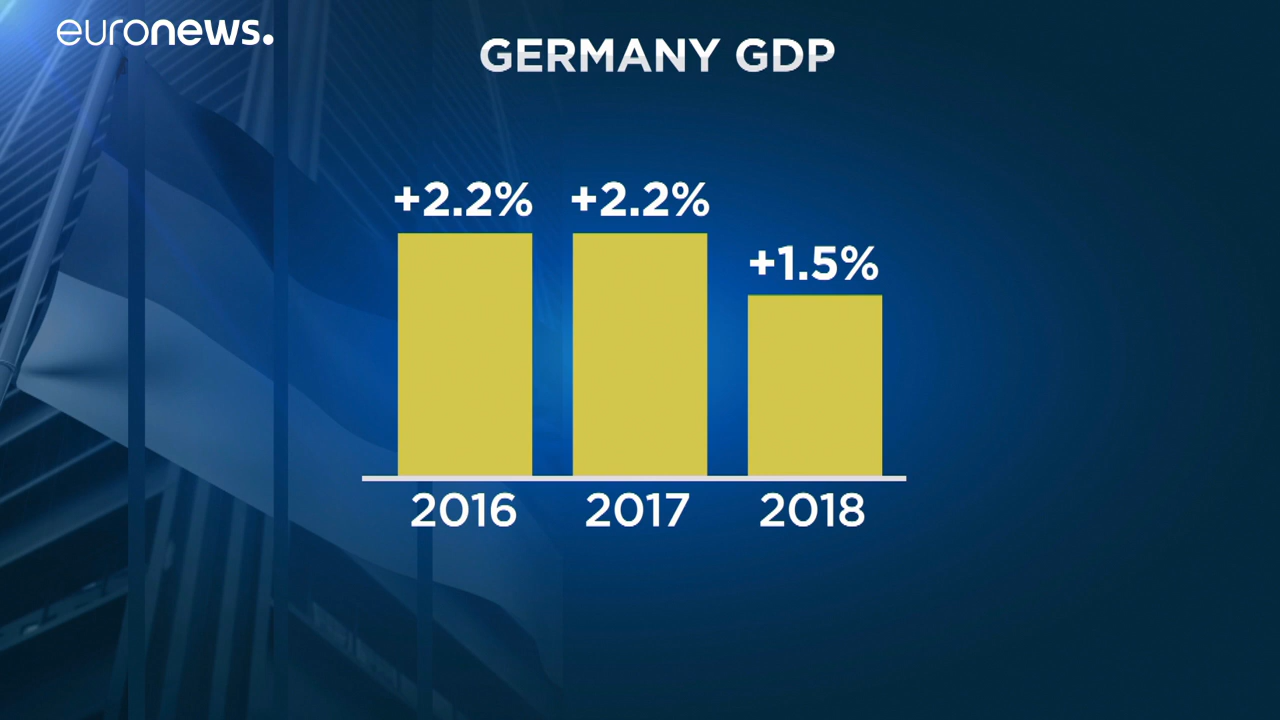 euronews.
GERMANY GDP
+2.2% +2.2%
+1.5%
2016 2017 2018